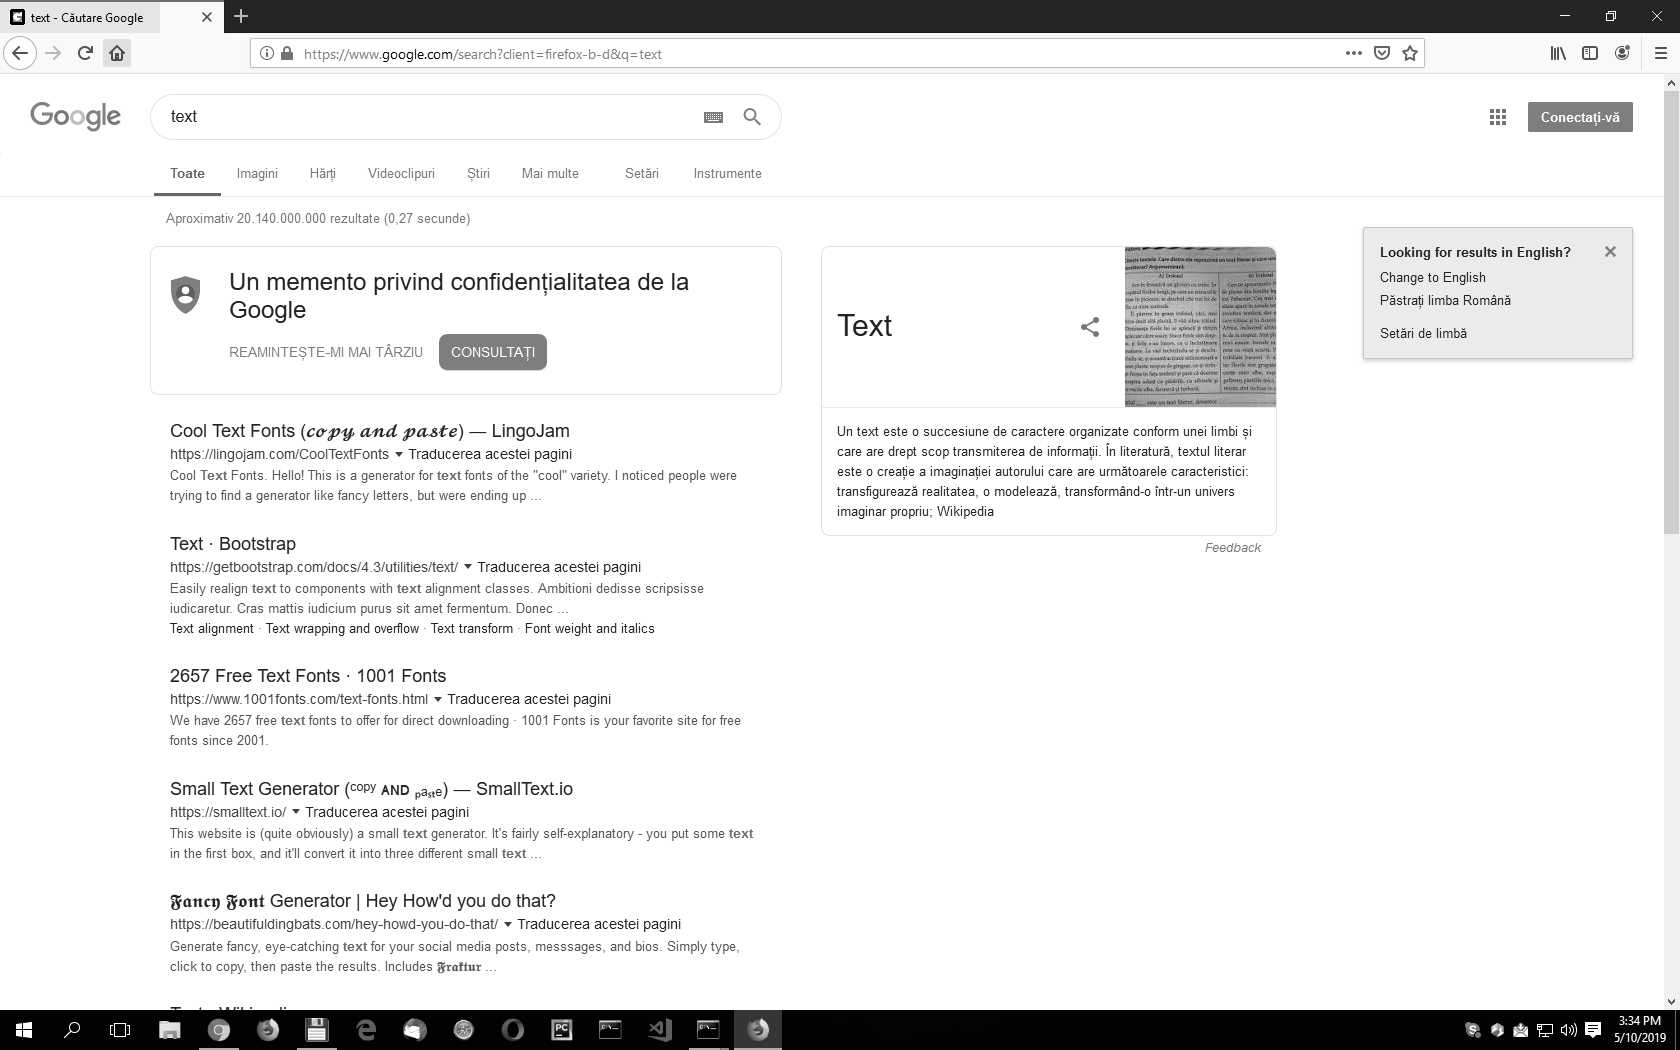 text - Căutare Google
https://www.google.com/search?client=firefox-b-d&q=text
Google
text
Conectați-vă
Toate Imagini Hărți Videoclipuri Știri Mai multe Setări Instrumente
Aproximativ 20.140.000.000 rezultate (0,27 secunde)
Un memento privind confidențialitatea de la
Google
REAMINTEȘTE-MI MAI TÂRZIU CONSULTAȚI
Cool Text Fonts (𝓬𝓸𝓹𝔂 𝓪𝓷𝓭 𝓹𝓪𝓼𝓽𝓮) — LingoJam
https://lingojam.com/CoolTextFonts Traducerea acestei pagini
Cool Text Fonts. Hello! This is a generator for text fonts of the "cool" variety. I noticed people were
trying to find a generator like fancy letters, but were ending up ...
Text · Bootstrap
https://getbootstrap.com/docs/4.3/utilities/text/ Traducerea acestei pagini
Easily realign text to components with text alignment classes. Ambitioni dedisse scripsisse
iudicaretur. Cras mattis iudicium purus sit amet fermentum. Donec ...
Text alignment · Text wrapping and overflow · Text transform · Font weight and italics
2657 Free Text Fonts · 1001 Fonts
https://www.1001fonts.com/text-fonts.html Traducerea acestei pagini
We have 2657 free text fonts to offer for direct downloading · 1001 Fonts is your favorite site for free
fonts since 2001.
Small Text Generator (ᶜᵒᵖʸ ᴀɴᴅ ₚₐₛₜₑ) — SmallText.io
https://smalltext.io/ Traducerea acestei pagini
This website is (quite obviously) a small text generator. It's fairly self-explanatory - you put some text
in the first box, and it'll convert it into three different small text ...
𝕱𝖆𝖓𝖈𝖞 𝕱𝖔𝖓𝖙 Generator | Hey How'd you do that?
https://beautifuldingbats.com/hey-howd-you-do-that/ Traducerea acestei pagini
Generate fancy, eye-catching text for your social media posts, messsages, and bios. Simply type,
click to copy, then paste the results. Includes 𝕱𝖗𝖆𝖐𝖙𝖚𝖗 ...
Text
Un text este o succesiune de caractere organizate conform unei limbi și
care are drept scop transmiterea de informații. În literatură, textul literar
este o creație a imaginației autorului care are următoarele caracteristici:
transfigurează realitatea, o modelează, transformând-o într-un univers
imaginar propriu; Wikipedia
Feedback
Looking for results in English?
Change to English
Păstrați limba Română
Setări de limbă
PC
3:34 PM
5/10/2019